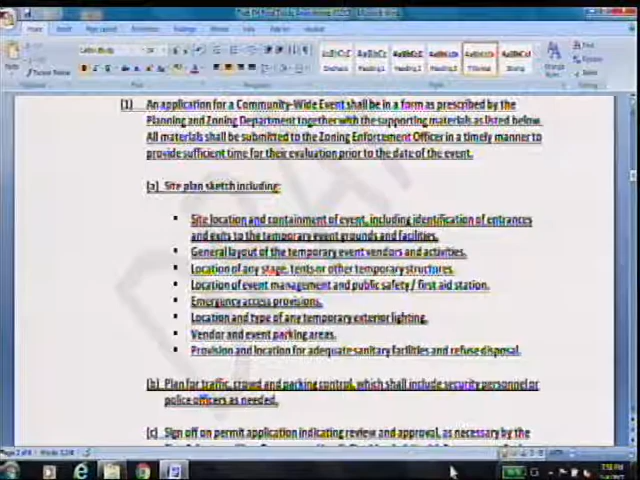 (1) An application for a Community-Wide Event shall be in a form as prescribed by the
Planning and Zoning Department together with the supporting materials as listed below.
All materials shall be submitted to the Zoning Enforcement Officer in a timely manner to
provide sufficient time for their evaluation prior to the date of the event.
(a) Site plan sketch including:
Site location and containment of event, including identification of entrances
and exits to the temporary event grounds and facilities.
General layout of the temporary event vendors and activities.
Location of any stage, tents or other temporary structures.
Location of event management and public safety / first aid station.
Emergency access provisions.
Location and type of any temporary exterior lighting.
Vendor and event parking areas.
Provision and location for adequate sanitary facilities and refuse disposal.
(b) Plan for traffic, crowd and parking control, which shall include security personnel or
police officers as needed.
(c) Sign off on permit application indicating review and approval, as necessary by the